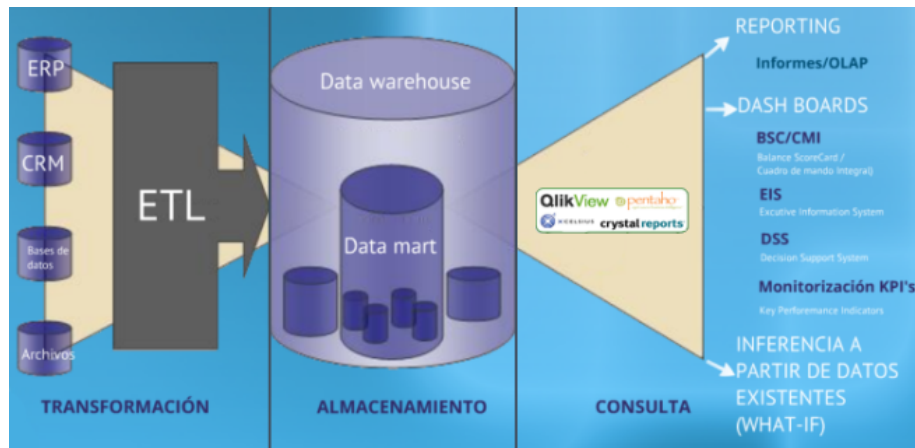 ERP
CRM
Bases de
datos
Archivos
ETL
TRANSFORMACIÓN
Data warehouse
Data mart
ALMACENAMIENTO
QlikView pentaho
XCELSIUS crystal reports
CONSULTA
REPORTING
Informes/OLAP
DASH BOARDS
BSC/CMI
Balance ScoreCard /
Cuadro de mando Integral)
EIS
Excutive Information System
DSS
Decision Support System
Monitorización KPI's
Key Performance Indicators
INFERENCIA A
PARTIR DE DATOS
EXISTENTES
(WHAT-IF)